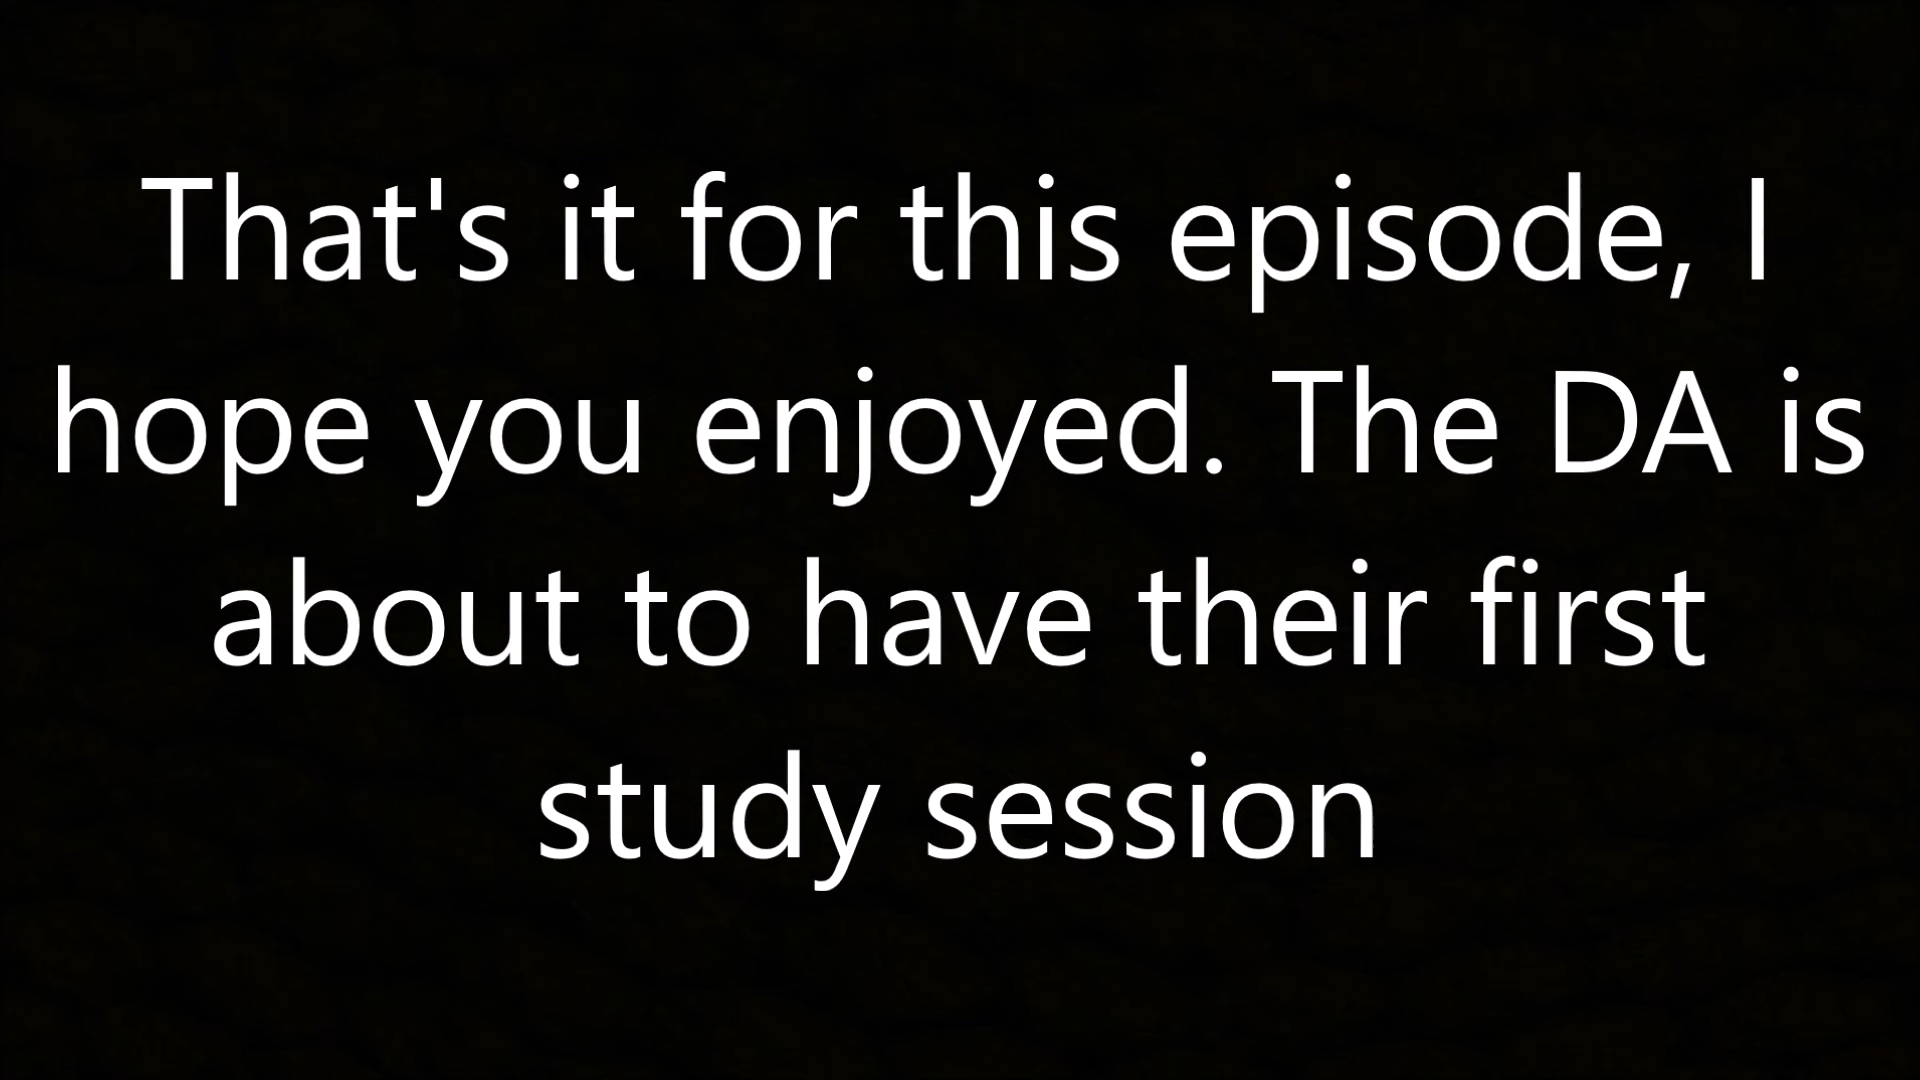 That's it for this episode, I
hope you enjoyed. The DA is
about to have their first
study session